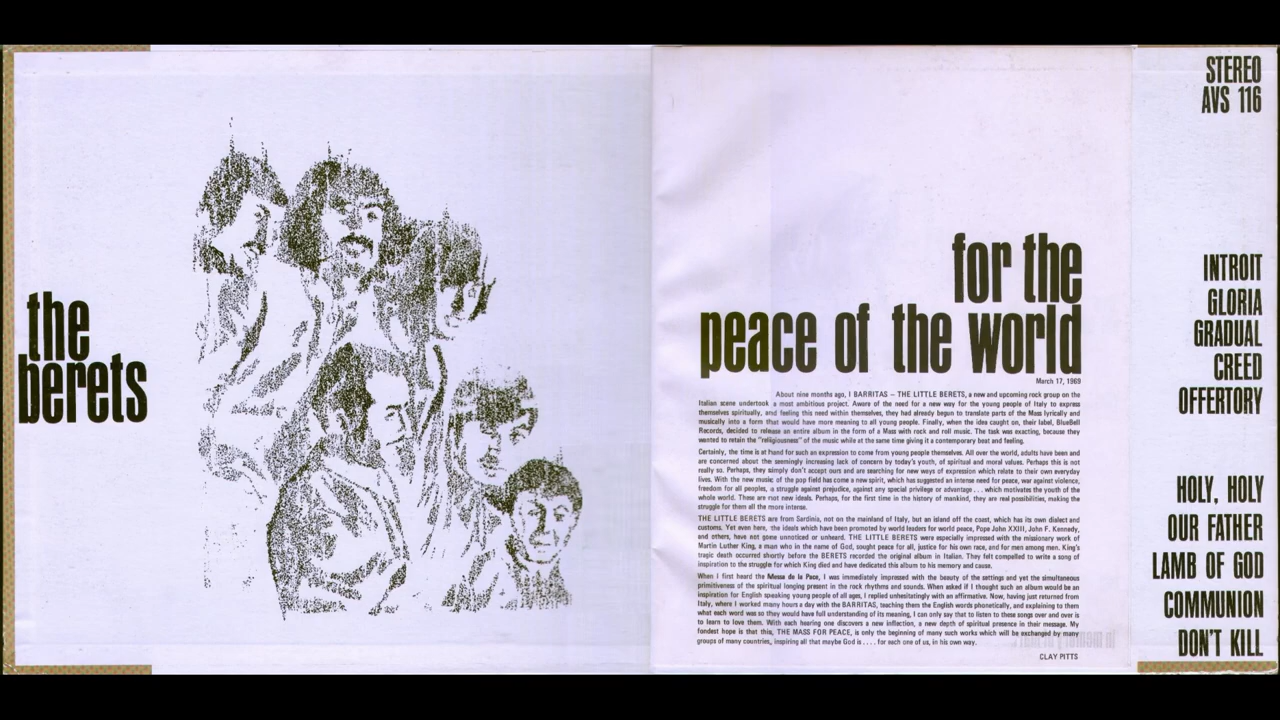 the
berets
for the
peace of the world
March 17, 1969
About nine months ago, I BARRITAS – THE LITTLE BERETS, a new and upcoming rock group on the
Italian scene undertook a most ambitious project. Aware of the need for a new way for the young people of Italy to express
themselves spiritually, and feeling this need within themselves, they had already begun to translate parts of the Mass lyrically and
musically into a form that would have more meaning to all young people. Finally, when the idea caught on, their label, BlueBell
Records, decided to release an entire album in the form of a Mass with rock and roll music. The task was exacting, because they
wanted to retain the "religiousness" of the music while at the same time giving it a contemporary beat and feeling.
Certainly, the time is at hand for such an expression to come from young people themselves. All over the world, adults have been and
are concerned about the seemingly increasing lack of concern by today's youth, of spiritual and moral values. Perhaps this is not
really so. Perhaps, they simply don't accept ours and are searching for new ways of expression which relate to their own everyday
lives. With the new music of the pop field has come a new spirit, which has suggested an intense need for peace, war against violence,
freedom for all peoples, a struggle against prejudice, against any special privilege or advantage . . . which motivates the youth of the
whole world. These are not new ideals. Perhaps, for the first time in the history of mankind, they are real possibilities, making the
struggle for them all the more intense.
THE LITTLE BERETS are from Sardinia, not on the mainland of Italy, but an island off the coast, which has its own dialect and
customs. Yet even here, the ideals which have been promoted by world leaders for world peace, Pope John XXIII, John F. Kennedy,
and others, have not gone unnoticed or unheard. THE LITTLE BERETS were especially impressed with the missionary work of
Martin Luther King, a man who in the name of God, sought peace for all, justice for his own race, and for men among men. King's
tragic death occurred shortly before the BERETS recorded the original album in Italian. They felt compelled to write a song of
inspiration to the struggle for which King died and have dedicated this album to his memory and cause.
When I first heard the Messa de la Pace, I was immediately impressed with the beauty of the settings and yet the simultaneous
primitiveness of the spiritual longing present in the rock rhythms and sounds. When asked if I thought such an album would be an
inspiration for English speaking young people of all ages, I replied unhesitatingly with an affirmative. Now, having just returned from
Italy, where I worked many hours a day with the BARRITAS, teaching them the English words phonetically, and explaining to them
what each word was so they would have full understanding of its meaning, I can only say that to listen to these songs over and over is
to learn to love them. With each hearing one discovers a new inflection, a new depth of spiritual presence in their message. My
fondest hope is that this, THE MASS FOR PEACE, is only the beginning of many such works which will be exchanged by many
groups of many countries, inspiring all that maybe God is . . . . for each one of us, in his own way.
CLAY PITTS
STEREO
AVS 116
INTROIT
GLORIA
GRADUAL
CREED
OFFERTORY
HOLY, HOLY
OUR FATHER
LAMB OF GOD
COMMUNION
DON'T KILL